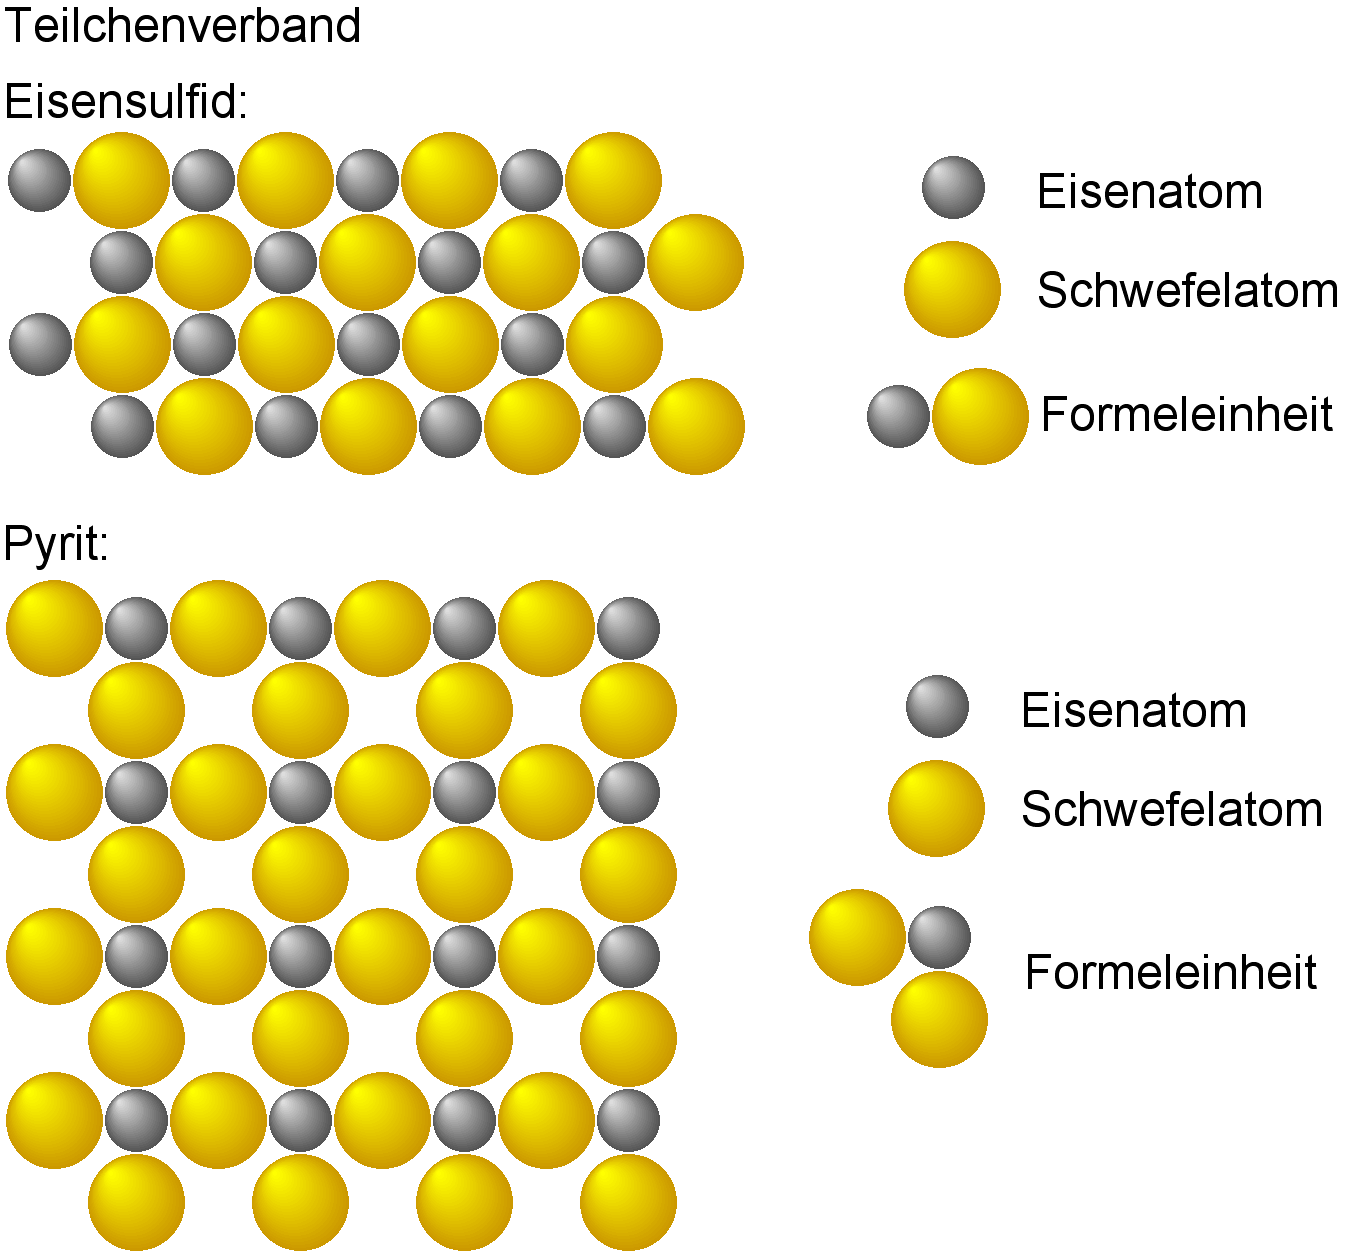 Teilchenverband
Eisensulfid:
Eisenatom
Schwefelatom
Formeleinheit
Pyrit:
Eisenatom
Schwefelatom
Formeleinheit